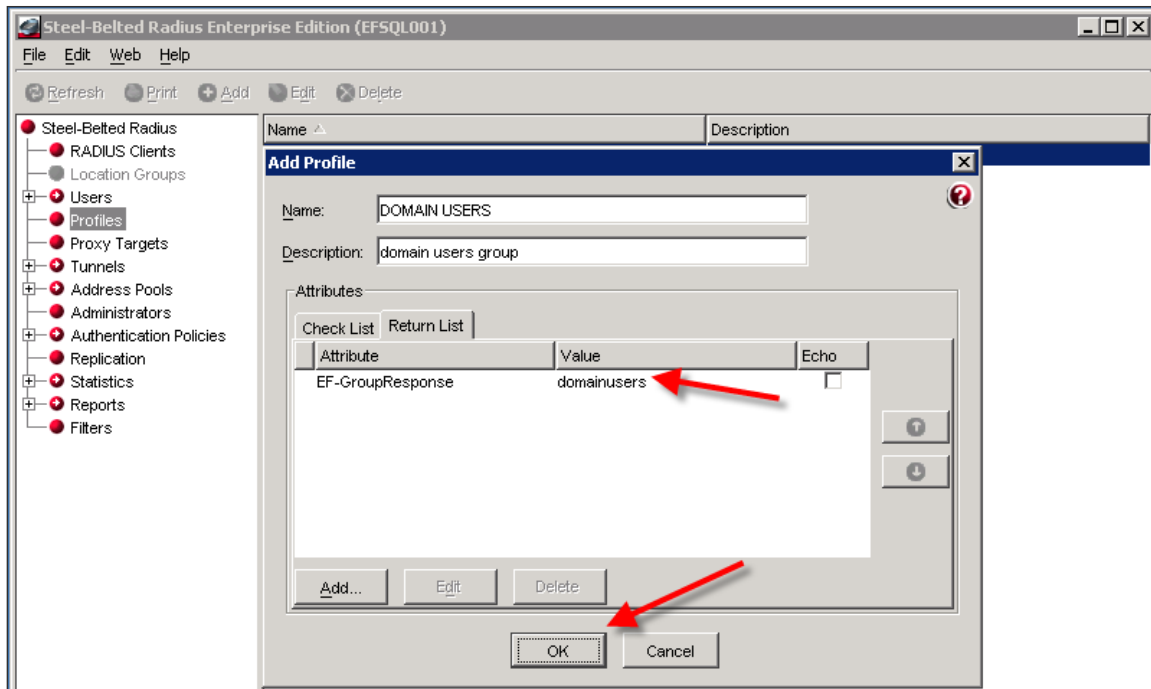 Steel-Belted Radius Enterprise Edition (EFSQL001)
File Edit Web Help
Refresh Print Add Edit Delete
Steel-Belted Radius
RADIUS Clients
Location Groups
Users
Profiles
Proxy Targets
Tunnels
Address Pools
Administrators
Authentication Policies
Replication
Statistics
Reports
Filters
Name Description
Add Profile
Name: DOMAIN USERS
Description: domain users group
Attributes
Check List Return List
Attribute Value Echo
EF-GroupResponse domainusers
Add... Edit Delete
OK Cancel